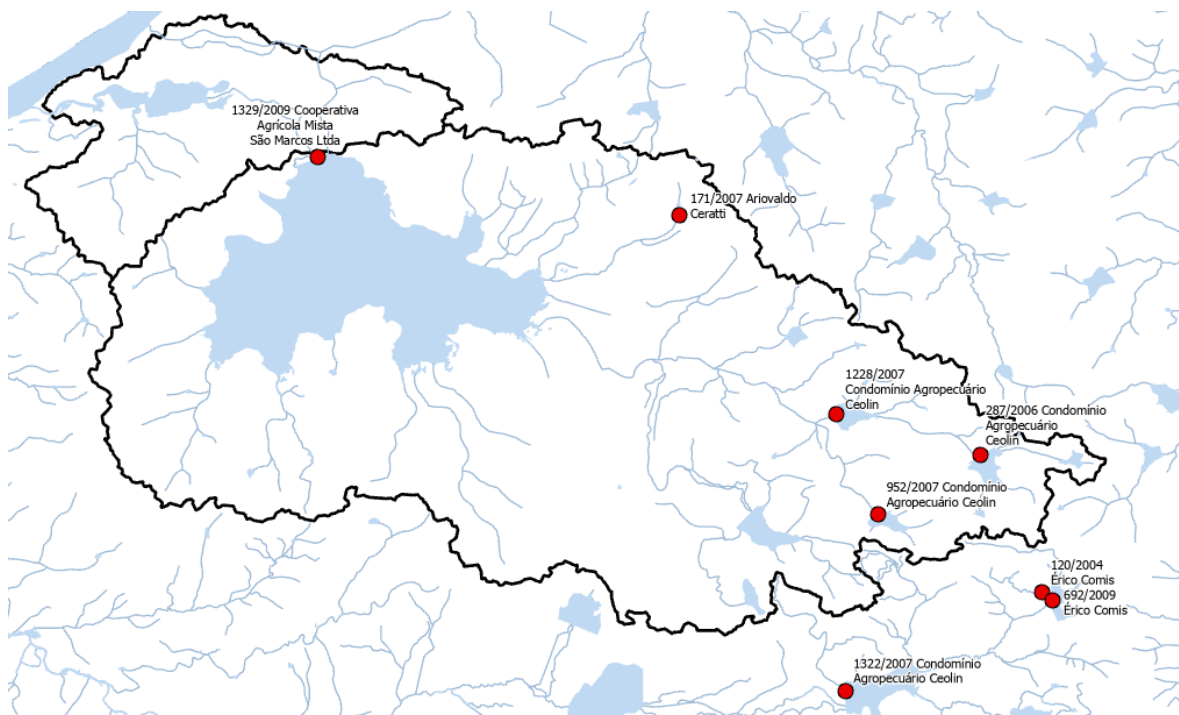 1329/2009 Cooperativa
Agrícola Mista
São Marcos Ltda
171/2007 Ariovaldo
Ceratti
1228/2007
Condomínio Agropecuário
Ceolin
287/2006 Condomínio
Agropecuário
Ceolin
952/2007 Condomínio
Agropecuário Ceolin
120/2004
Érico Comis
692/2009
Érico Comis
1322/2007 Condomínio
Agropecuário Ceolin